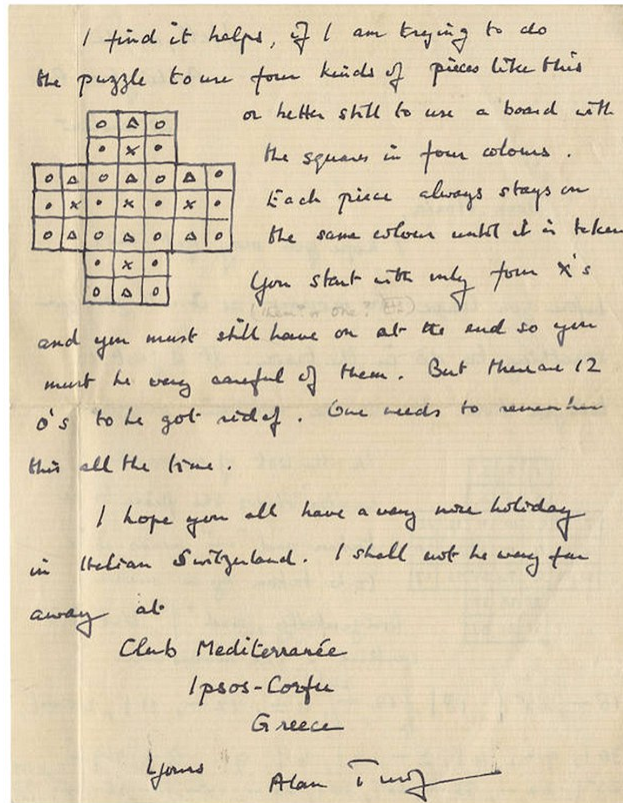 I find it helps, if I am trying to do
the puzzle to use four kinds of pieces like this
or better still to use a board with
the squares in four colours.
Each piece always stays on
the same colour until it is taken
You start with only four x's
and you must still have on at the end so you
must be very careful of them. But there are 12
o's to be got rid of. One needs to remember
this all the time.
I hope you all have a very nice holiday
in Italian Switzerland. I shall not be very far
away at
Club Mediterranée
Ipsos-Corfu
Greece
Yours
Alan Turing